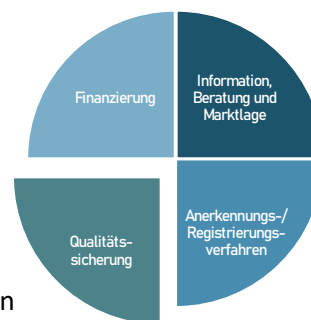 Finanzierung
Information,
Beratung und
Marktlage
Qualitäts-
sicherung
Anerkennungs-/
Registrierungs-
verfahren
n